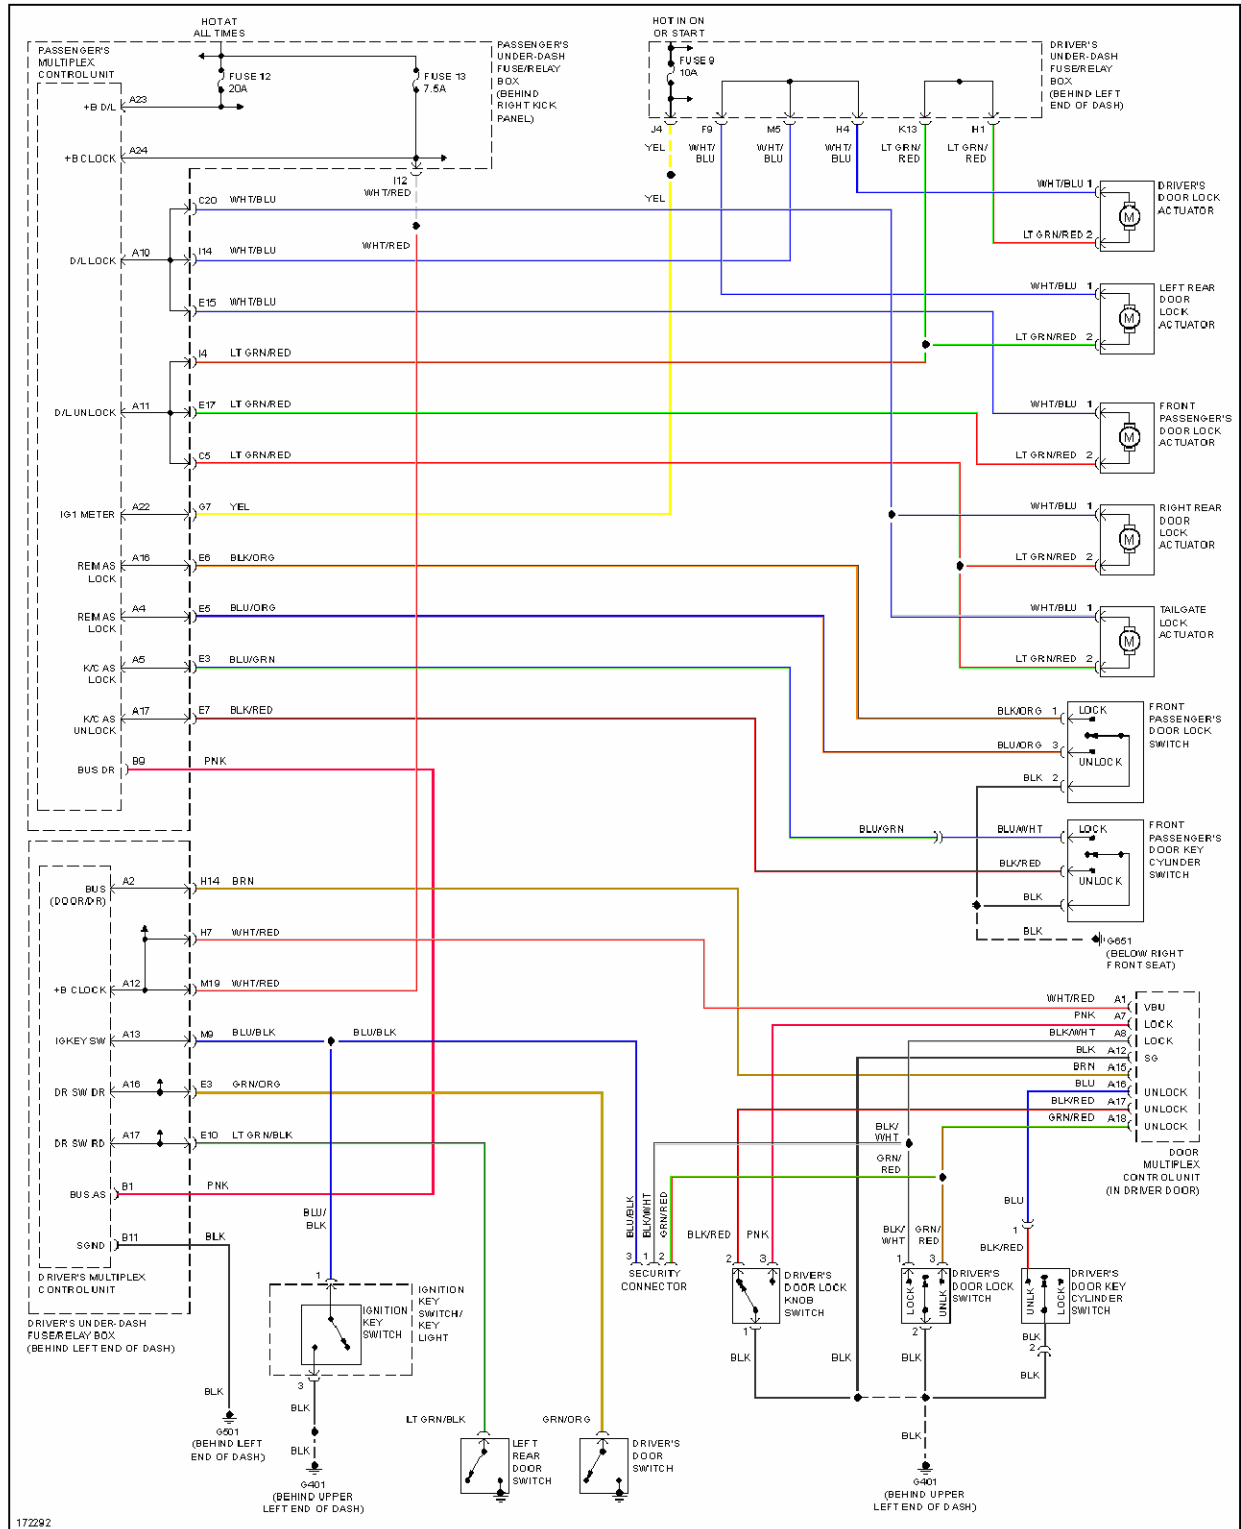 HOT AT
ALL TIMES
HOT IN ON
OR START
PASSENGER'S
MULTIPLEX
CONTROL UNIT
FUSE 12
20A
FUSE 13
7.5A
PASSENGER'S
UNDER-DASH
FUSE/RELAY
BOX
(BEHIND
RIGHT KICK
PANEL)
FUSE 9
10A
DRIVER'S
UNDER-DASH
FUSE/RELAY
BOX
(BEHIND LEFT
END OF DASH)
+B D/L
A23
+B CLOCK
A24
I12
WHT/RED
WHT/RED
J4
F9
M5
H4
K13
H1
YEL
WHT/
BLU
WHT/
BLU
WHT/
BLU
LT GRN/
RED
LT GRN/
RED
YEL
C20 WHT/BLU
D/L LOCK
A10
I14 WHT/BLU
E15 WHT/BLU
I4 LT GRN/RED
D/L UNLOCK
A11
E17 LT GRN/RED
C5 LT GRN/RED
IG1 METER
A22
G7 YEL
REM AS
LOCK
A16
E6 BLK/ORG
REM AS
LOCK
A4
E5 BLU/ORG
K/C AS
LOCK
A5
E3 BLU/GRN
K/C AS
UNLOCK
A17
E7 BLK/RED
BUS DR
B9
PNK
WHT/BLU 1
LT GRN/RED 2
M
DRIVER'S
DOOR LOCK
ACTUATOR
WHT/BLU 1
LT GRN/RED 2
M
LEFT REAR
DOOR
LOCK
ACTUATOR
WHT/BLU 1
LT GRN/RED 2
M
FRONT
PASSENGER'S
DOOR LOCK
ACTUATOR
WHT/BLU 1
LT GRN/RED 2
M
RIGHT REAR
DOOR
LOCK
ACTUATOR
WHT/BLU 1
LT GRN/RED 2
M
TAILGATE
LOCK
ACTUATOR
BLK/ORG 1
BLU/ORG 3
BLK 2
LOCK
UNLOCK
FRONT
PASSENGER'S
DOOR LOCK
SWITCH
BLU/GRN
BLU/WHT
BLK/RED
BLK
LOCK
UNLOCK
FRONT
PASSENGER'S
DOOR KEY
CYLINDER
SWITCH
BLK
G651
(BELOW RIGHT
FRONT SEAT)
BUS
(DOOR/DR)
A2
H14 BRN
H7 WHT/RED
+B CLOCK
A12
M19 WHT/RED
IGKEY SW
A13
M9 BLU/BLK
BLU/BLK
DR SW DR
A16
E3 GRN/ORG
DR SW RD
A17
E10 LT GRN/BLK
BUS AS
B1
PNK
SGND
B11
BLK
DRIVER'S MULTIPLEX
CONTROL UNIT
DRIVER'S UNDER-DASH
FUSE/RELAY BOX
(BEHIND LEFT END OF DASH)
WHT/RED A1 VBU
PNK A7 LOCK
BLK/WHT A8 LOCK
BLK A12 SG
BRN A15
BLU A16 UNLOCK
BLK/RED A17 UNLOCK
GRN/RED A18 UNLOCK
DOOR
MULTIPLEX
CONTROL UNIT
(IN DRIVER DOOR)
BLK/
WHT
GRN/
RED
BLU/
BLK
1
IGNITION
KEY
SWITCH
IGNITION
KEY
SWITCH/
KEY
LIGHT
3
BLK
BLK
G401
(BEHIND UPPER
LEFT END OF DASH)
BLK
G501
(BEHIND LEFT
END OF DASH)
BLU/BLK
BLK/WHT
GRN/RED
3 1 2
SECURITY
CONNECTOR
BLK/RED
PNK
2
3
DRIVER'S
DOOR LOCK
KNOB
SWITCH
1
BLK
BLK
BLK/
WHT
GRN/
RED
1
3
LOCK
UNLK
DRIVER'S
DOOR LOCK
SWITCH
2
BLK
BLU
1
BLK/RED
UNLK
LOCK
DRIVER'S
DOOR KEY
CYLINDER
SWITCH
BLK
2
BLK
BLK
G401
(BEHIND UPPER
LEFT END OF DASH)
LT GRN/BLK
LEFT
REAR
DOOR
SWITCH
GRN/ORG
DRIVER'S
DOOR
SWITCH
172292